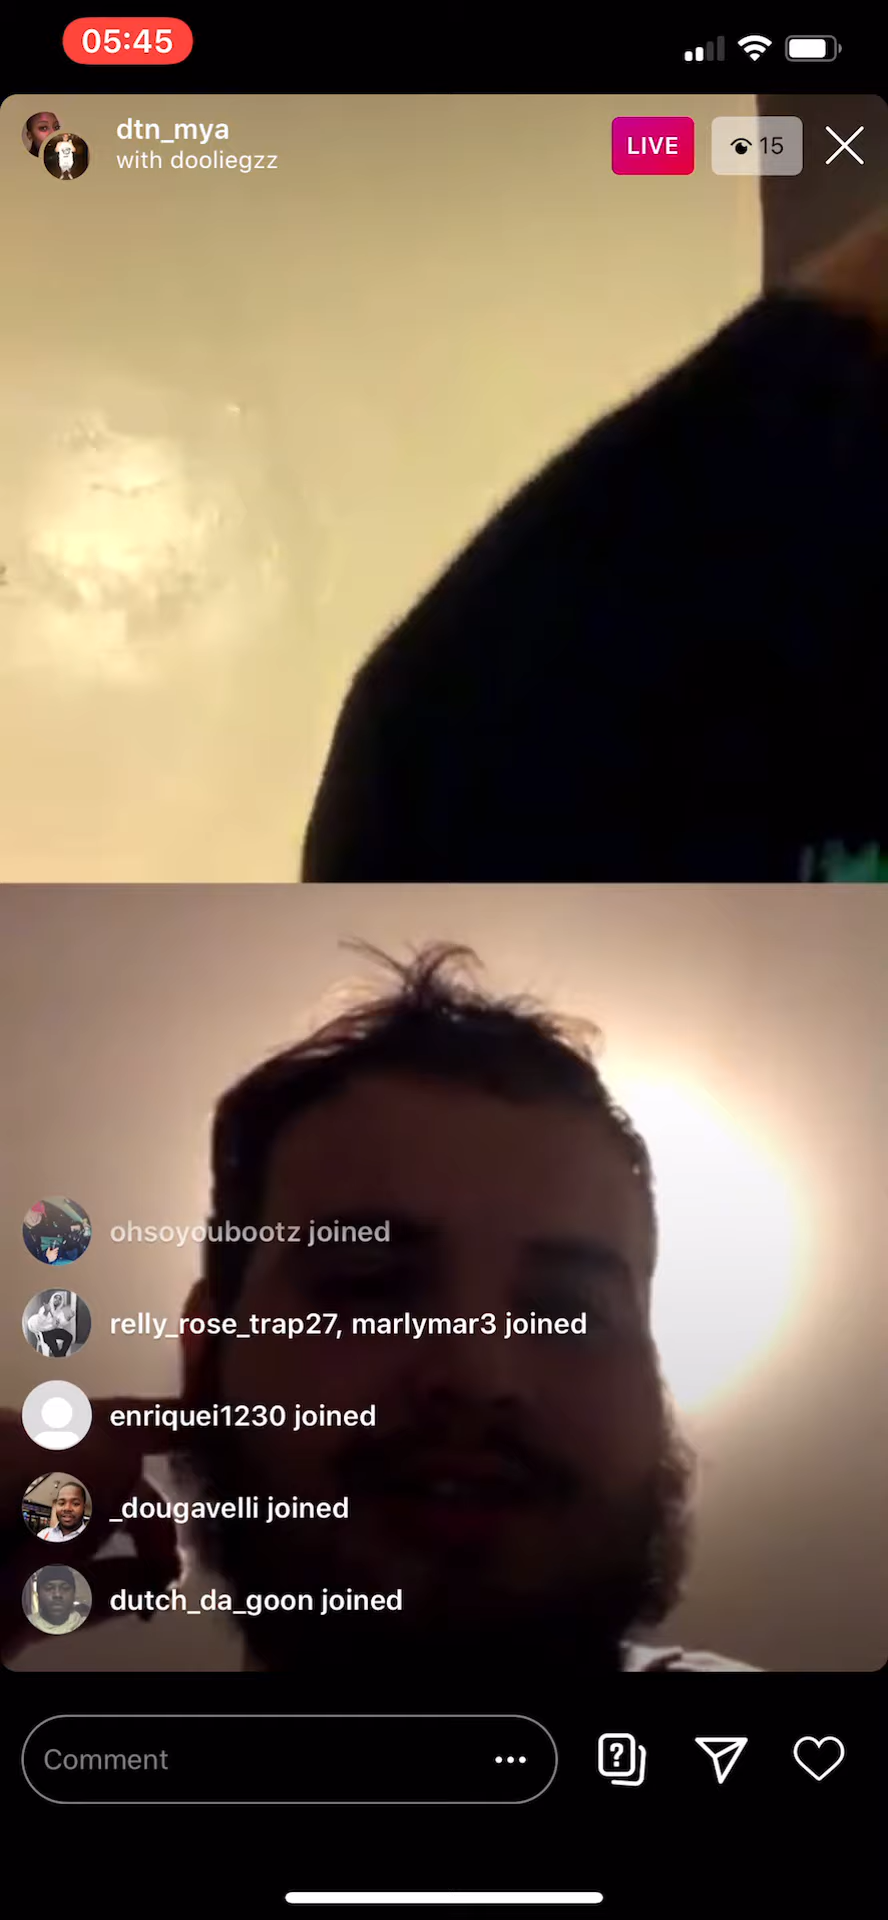 05:45
dtn_mya
with dooliegzz
LIVE
15
ohsoyoubootz joined
relly_rose_trap27, marlymar3 joined
enriquei1230 joined
_dougavelli joined
dutch_da_goon joined
Comment